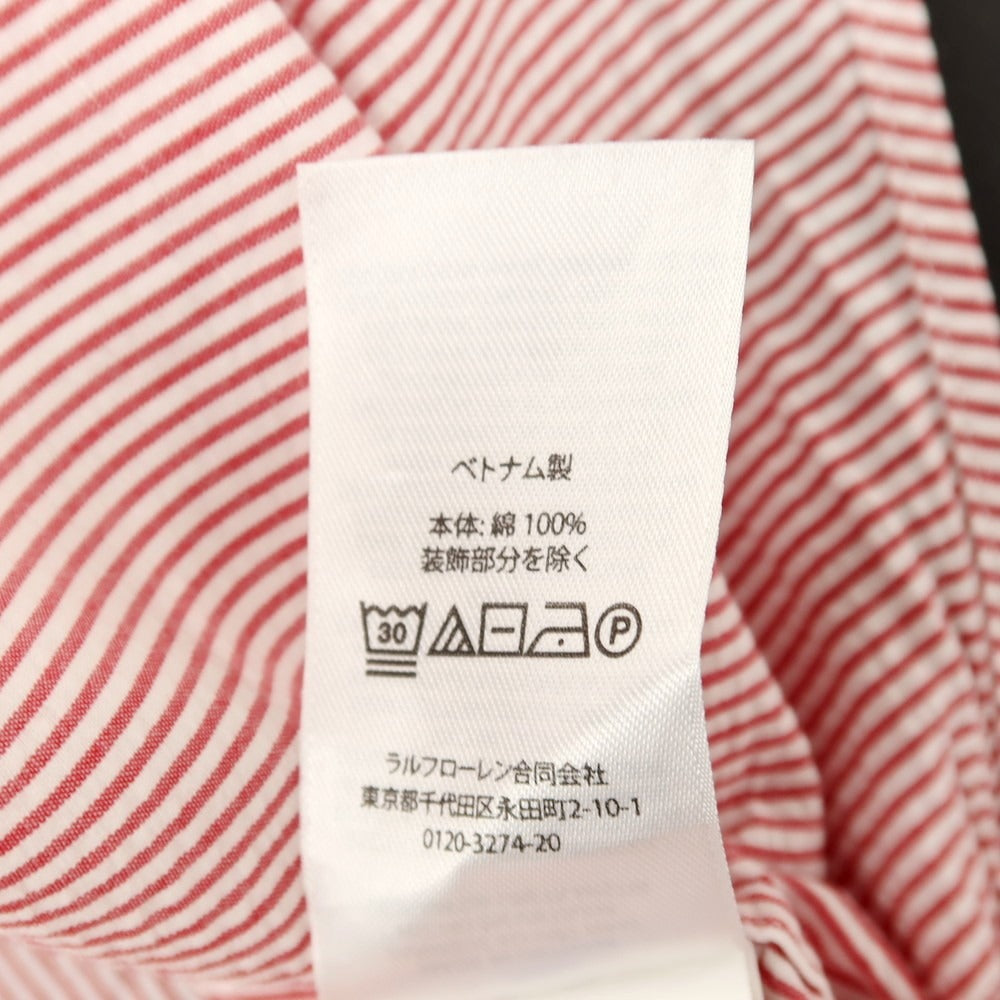 ベトナム製
本体: 綿 100%
装飾部分を除く
30 P
ラルフローレン合同会社
東京都千代田区永田町2-10-1
0120-3274-20